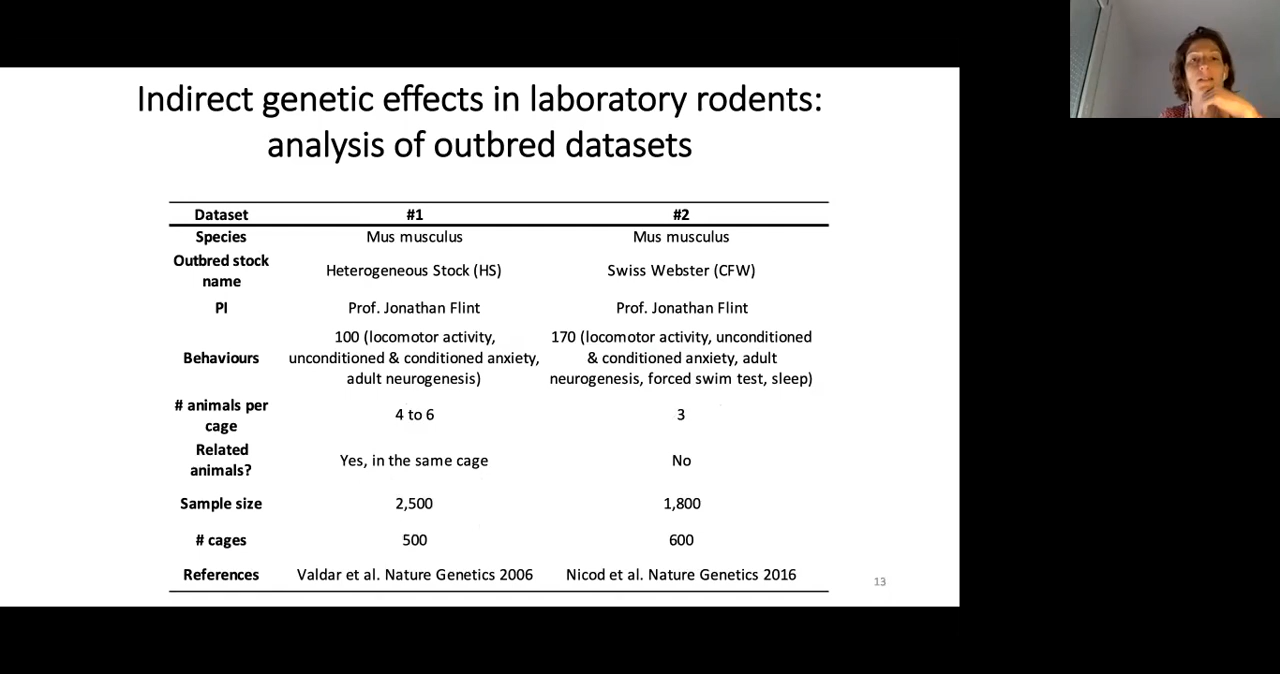 Indirect genetic effects in laboratory rodents:
analysis of outbred datasets
Dataset #1 #2
Species Mus musculus Mus musculus
Outbred stock name Heterogeneous Stock (HS) Swiss Webster (CFW)
PI Prof. Jonathan Flint Prof. Jonathan Flint
Behaviours 100 (locomotor activity, unconditioned & conditioned anxiety, adult neurogenesis) 170 (locomotor activity, unconditioned & conditioned anxiety, adult neurogenesis, forced swim test, sleep)
# animals per cage 4 to 6 3
Related animals? Yes, in the same cage No
Sample size 2,500 1,800
# cages 500 600
References Valdar et al. Nature Genetics 2006 Nicod et al. Nature Genetics 2016
13